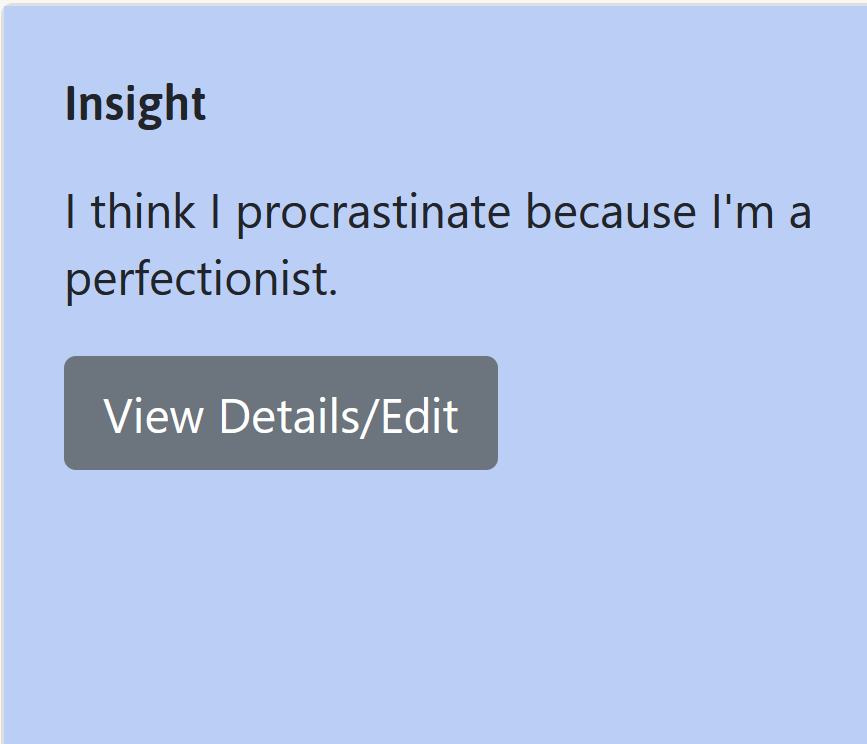 Insight
I think I procrastinate because I'm a
perfectionist.
View Details/Edit